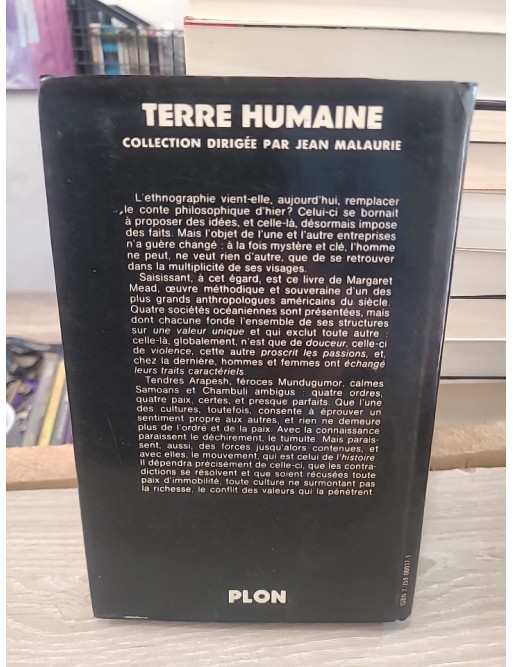 TERRE HUMAINE
COLLECTION DIRIGÉE PAR JEAN MALAURIE
L'ethnographie vient-elle, aujourd'hui, remplacer
le conte philosophique d'hier? Celui-ci se bornait
à proposer des idées, et celle-là, désormais impose
des faits. Mais l'objet de l'une et l'autre entreprises
n'a guère changé : à la fois mystère et clé, l'homme
ne peut, ne veut rien d'autre, que de se retrouver
dans la multiplicité de ses visages.
Saisissant, à cet égard, est ce livre de Margaret
Mead, œuvre méthodique et souveraine d'un des
plus grands anthropologues américains du siècle.
Quatre sociétés océaniennes sont présentées, mais
dont chacune fonde l'ensemble de ses structures
sur une valeur unique et qui exclut toute autre :
celle-là, globalement, n'est que de douceur, celle-ci
de violence, cette autre proscrit les passions, et,
chez la dernière, hommes et femmes ont échangé
leurs traits caractériels.
Tendres Arapesh, féroces Mundugumor, calmes
Samoans et Chambuli ambigus : quatre ordres,
quatre paix, certes, et presque parfaits. Que l'une
des cultures, toutefois, consente à éprouver un
sentiment propre aux autres, et rien ne demeure
plus de l'ordre et de la paix. Avec la connaissance
paraissent le déchirement, le tumulte. Mais parais-
sent, aussi, des forces jusqu'alors contenues, et
avec elles, le mouvement, qui est celui de l'histoire.
Il dépendra précisément de celle-ci, que les contra-
dictions se résolvent et que soient récusées toute
paix d'immobilité, toute culture ne surmontant pas
la richesse, le conflit des valeurs qui la pénètrent.
PLON